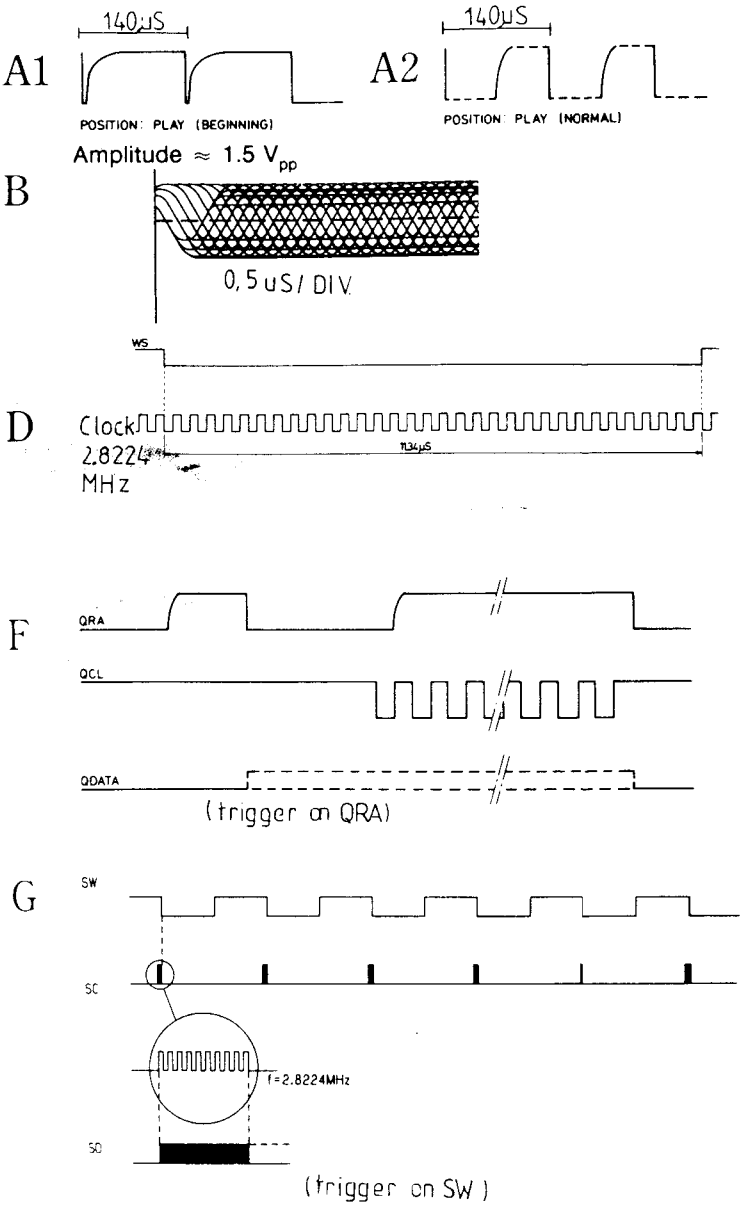 140µS
A1
POSITION: PLAY (BEGINNING)
140µS
A2
POSITION: PLAY (NORMAL)
Amplitude ≈ 1.5 Vpp
B
0,5 uS/ DIV.
WS
D
Clock
2.8224
MHz
11.34µS
F
QRA
QCL
QDATA
(trigger on QRA)
G
SW
SC
f=2.8224MHz
SD
(trigger on SW)